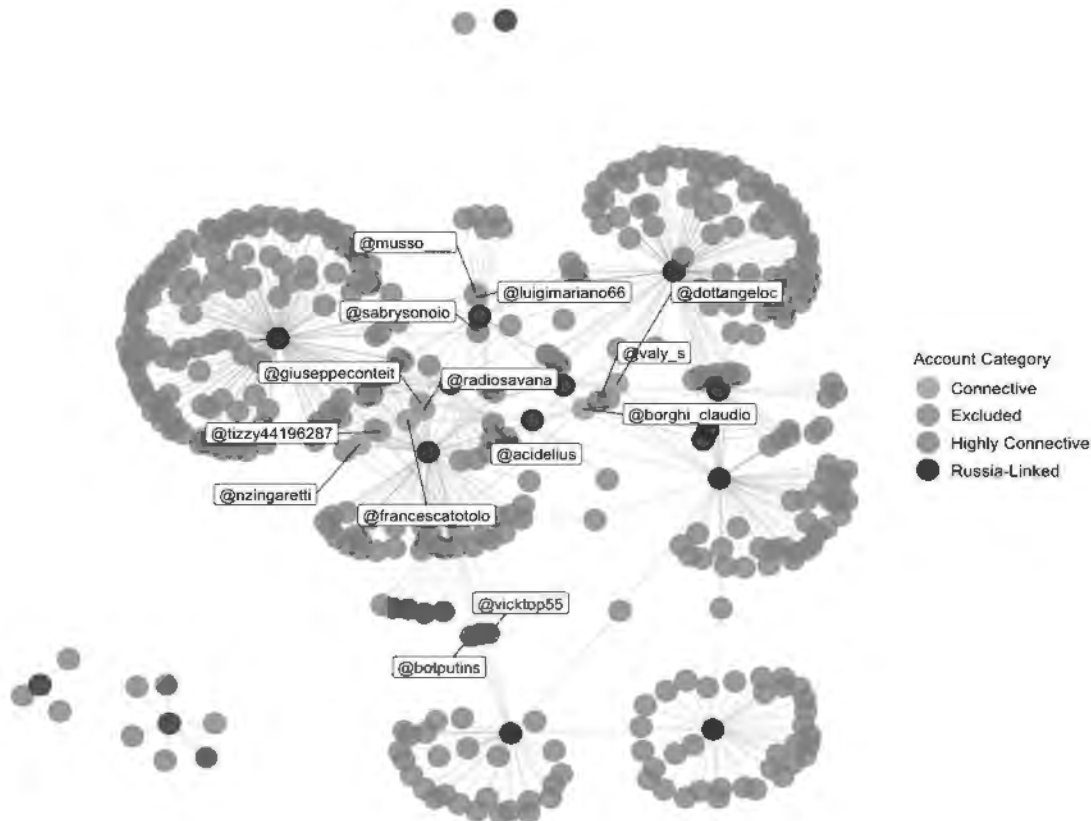 @musso____
@luigimariano66
@dottangeloc
@sabrysonoio
@valy_s
@giuseppeconteit
@radiosavana
@borghi_claudio
@tizzy44196287
@acidelius
@nzingaretti
@francescatotolo
@vicktop55
@botputins
Account Category
Connective
Excluded
Highly Connective
Russia-Linked